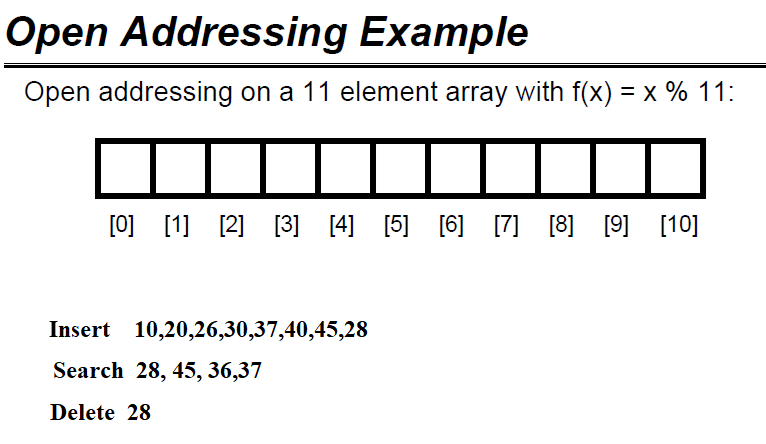 Open Addressing Example
Open addressing on a 11 element array with f(x) = x % 11:
[0] [1] [2] [3] [4] [5] [6] [7] [8] [9] [10]
Insert 10,20,26,30,37,40,45,28
Search 28, 45, 36,37
Delete 28